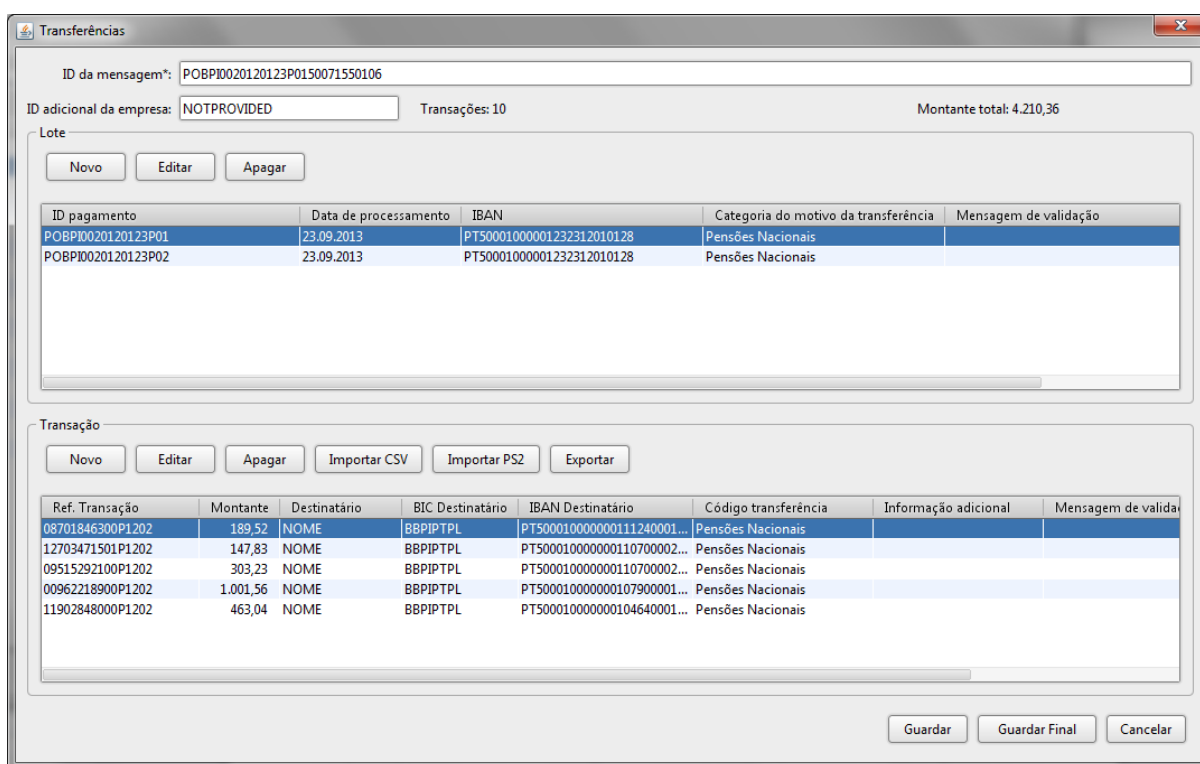 Transferências
ID da mensagem*: POBPI0020120123P0150071550106
ID adicional da empresa: NOTPROVIDED Transações: 10 Montante total: 4.210,36
Lote
Novo Editar Apagar
ID pagamento Data de processamento IBAN Categoria do motivo da transferência Mensagem de validação
POBPI0020120123P01 23.09.2013 PT50001000001232312010128 Pensões Nacionais
POBPI0020120123P02 23.09.2013 PT50001000001232312010128 Pensões Nacionais
Transação
Novo Editar Apagar Importar CSV Importar PS2 Exportar
Ref. Transação Montante Destinatário BIC Destinatário IBAN Destinatário Código transferência Informação adicional Mensagem de valida
08701846300P1202 189,52 NOME BBPIPTPL PT500010000000111240001... Pensões Nacionais
12703471501P1202 147,83 NOME BBPIPTPL PT500010000000110700002... Pensões Nacionais
09515292100P1202 303,23 NOME BBPIPTPL PT500010000000110700002... Pensões Nacionais
00962218900P1202 1.001,56 NOME BBPIPTPL PT500010000000107900001... Pensões Nacionais
11902848000P1202 463,04 NOME BBPIPTPL PT500010000000104640001... Pensões Nacionais
Guardar Guardar Final Cancelar